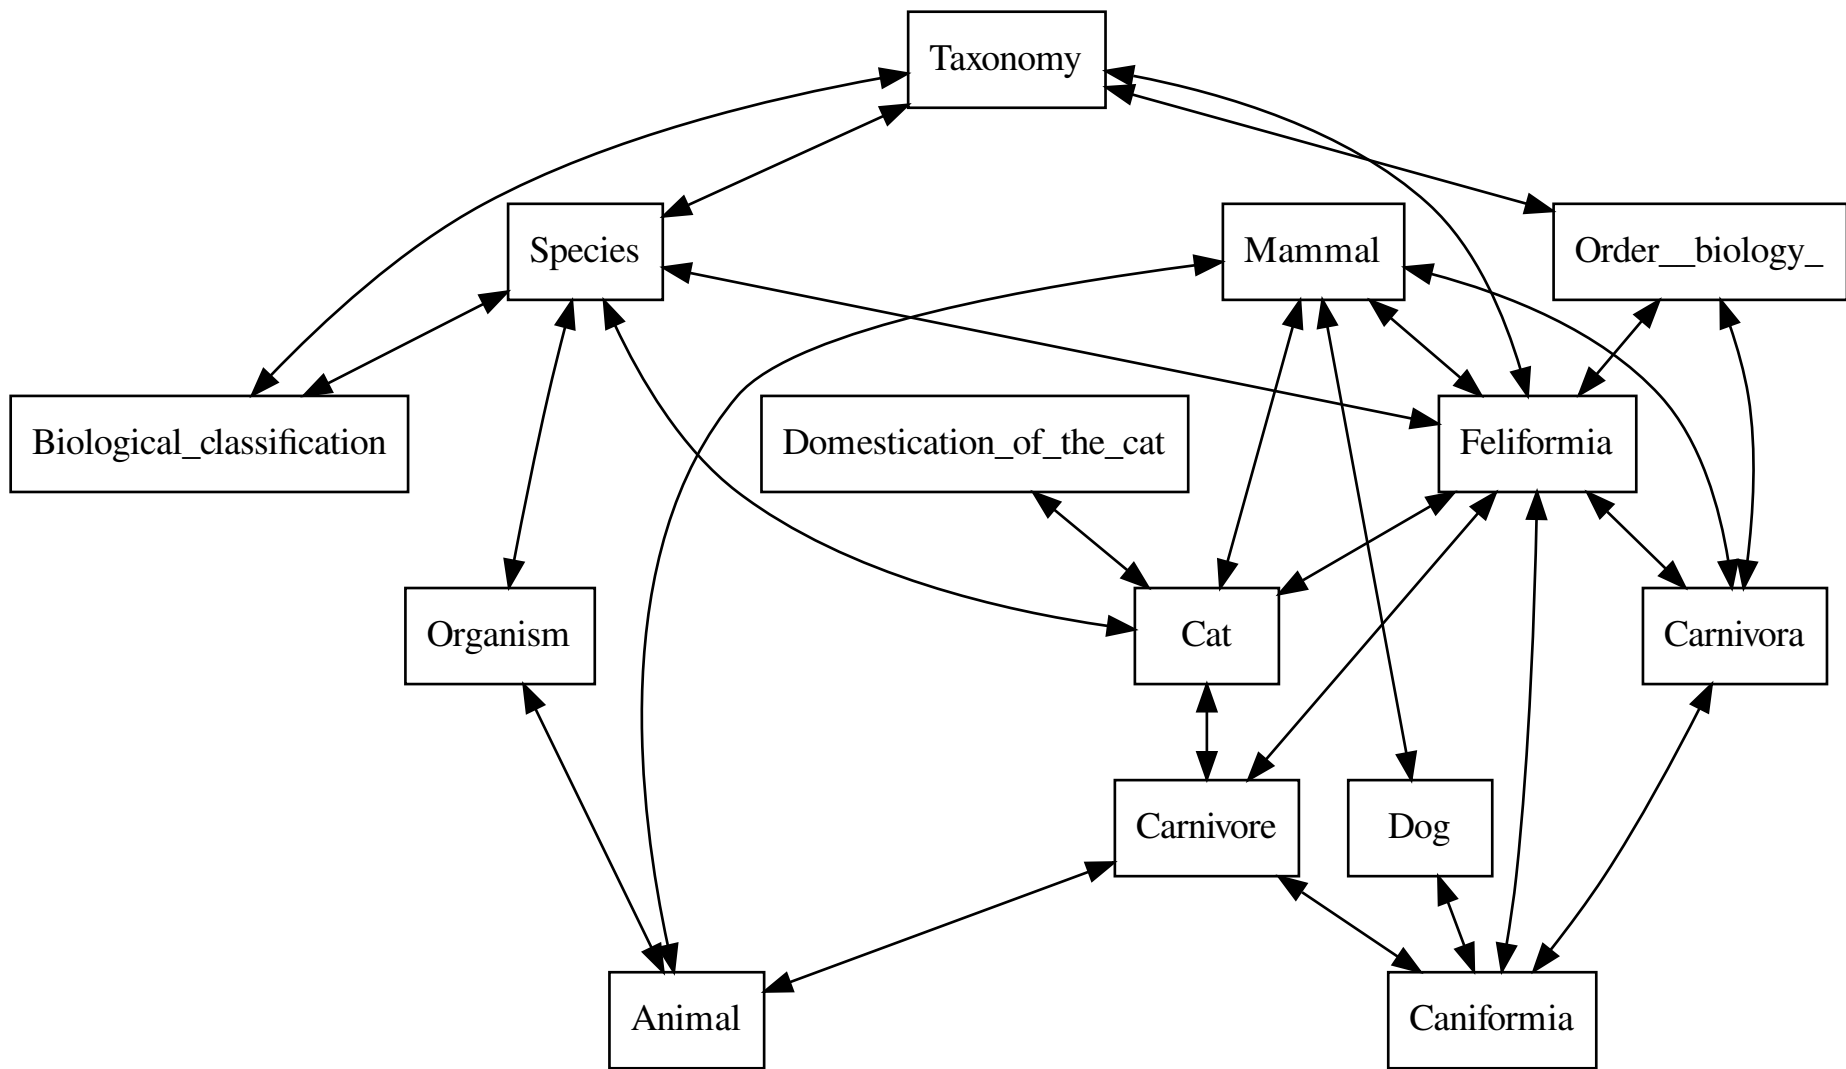 Taxonomy
Species
Mammal
Order__biology_
Biological_classification
Domestication_of_the_cat
Feliformia
Organism
Cat
Carnivora
Carnivore
Dog
Animal
Caniformia